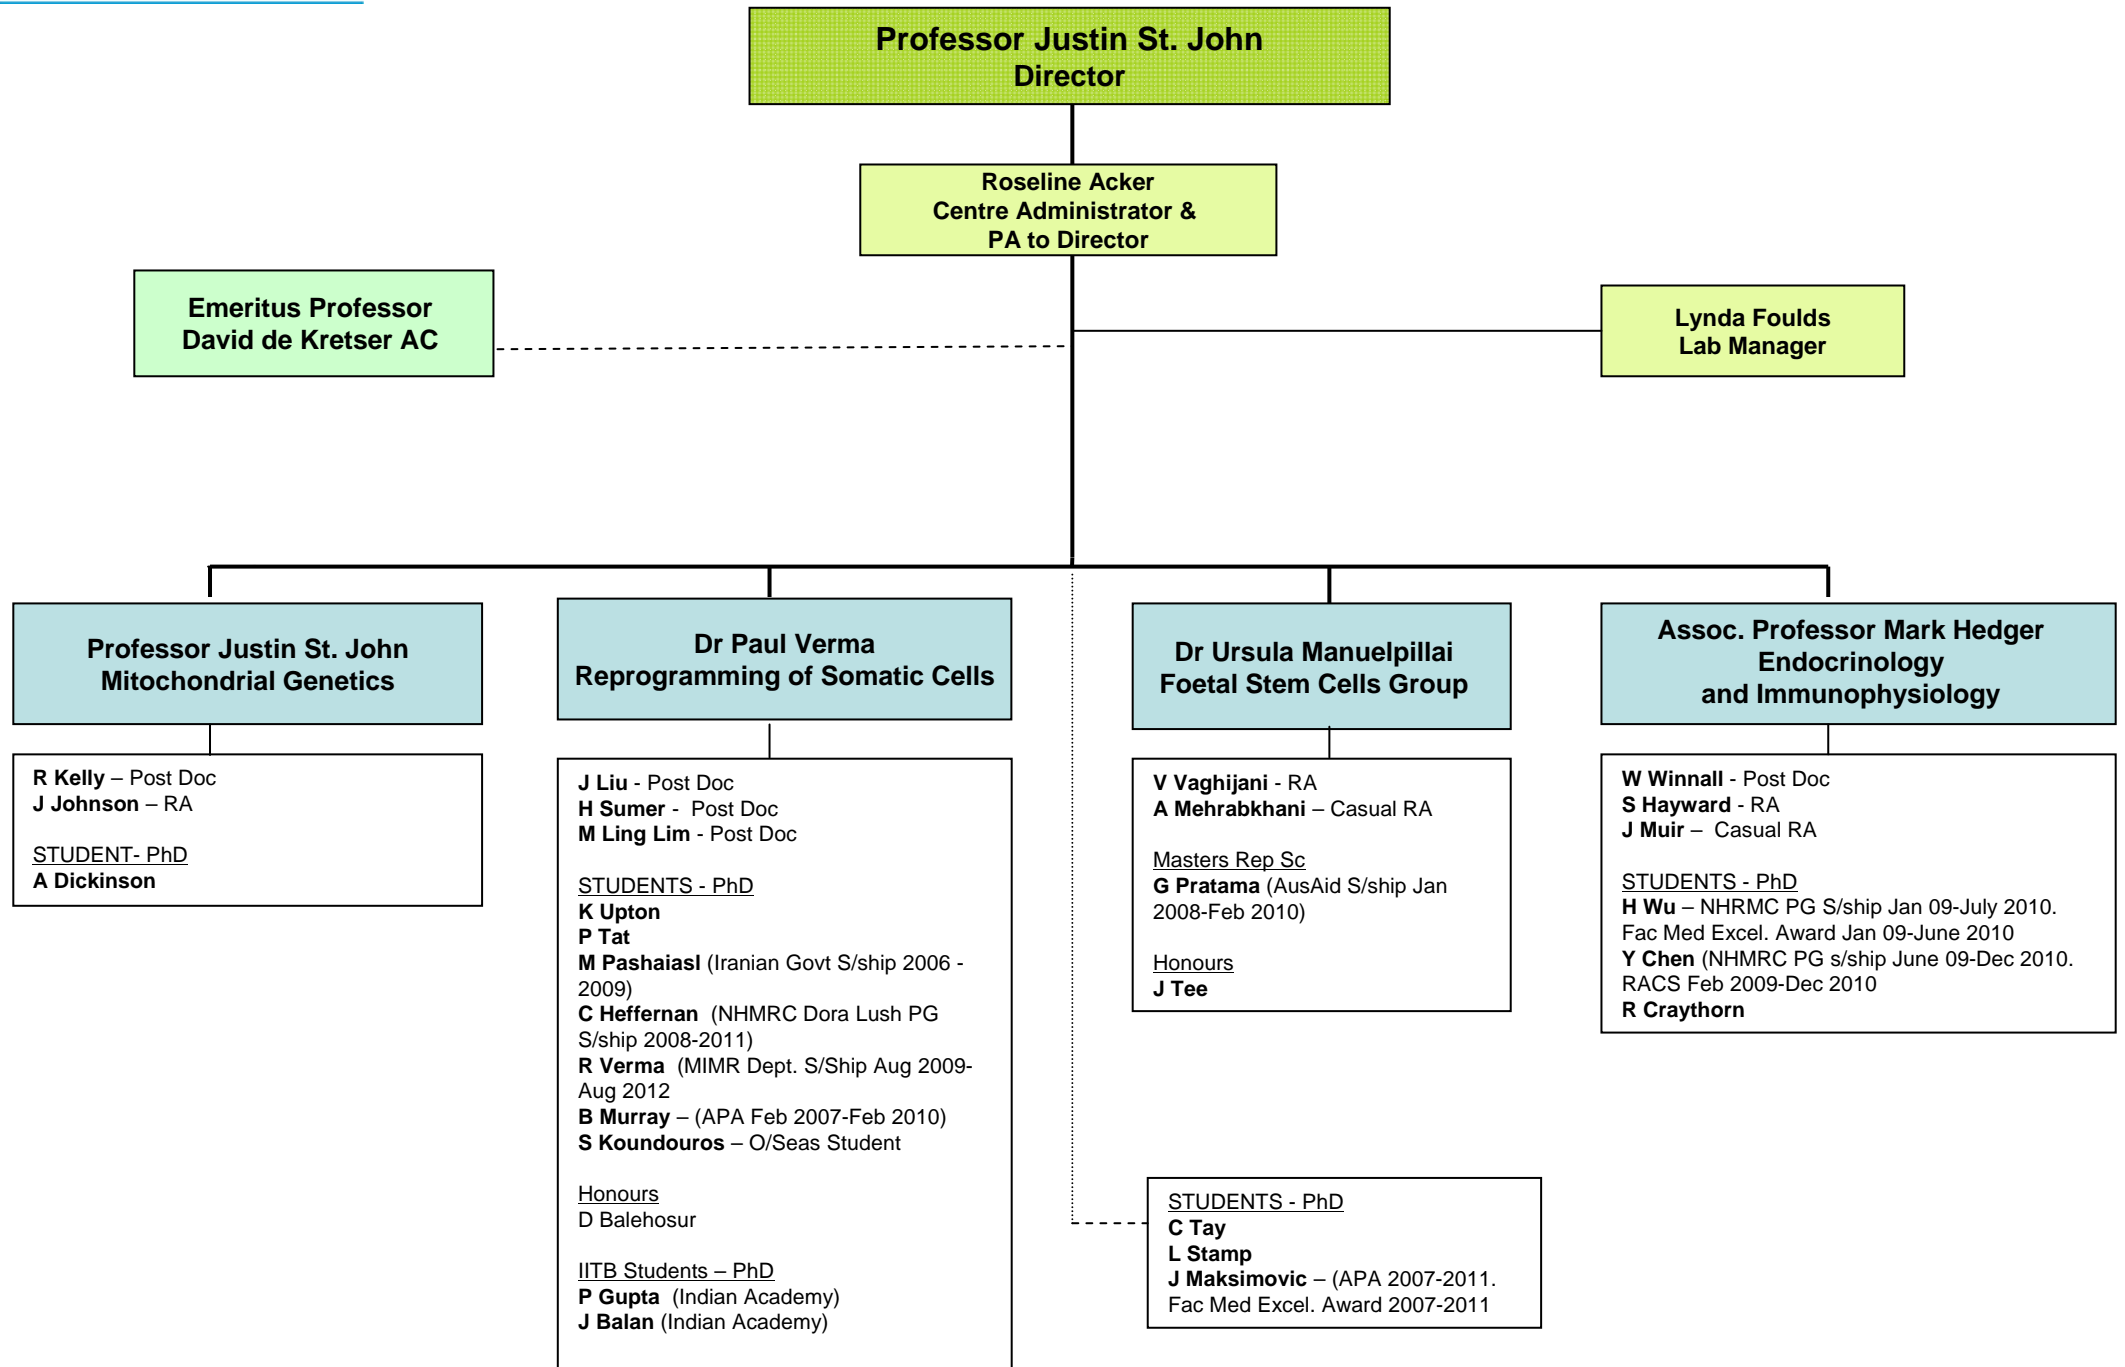 Professor Justin St. John
Director
Roseline Acker
Centre Administrator &
PA to Director
Emeritus Professor
David de Kretser AC
Lynda Foulds
Lab Manager
Professor Justin St. John
Mitochondrial Genetics
R Kelly – Post Doc
J Johnson – RA
STUDENT- PhD
A Dickinson
Dr Paul Verma
Reprogramming of Somatic Cells
J Liu - Post Doc
H Sumer - Post Doc
M Ling Lim - Post Doc
STUDENTS - PhD
K Upton
P Tat
M Pashaiasl (Iranian Govt S/ship 2006 -
2009)
C Heffernan (NHMRC Dora Lush PG
S/ship 2008-2011)
R Verma (MIMR Dept. S/Ship Aug 2009-
Aug 2012
B Murray – (APA Feb 2007-Feb 2010)
S Koundouros – O/Seas Student
Honours
D Balehosur
IITB Students – PhD
P Gupta (Indian Academy)
J Balan (Indian Academy)
Dr Ursula Manuelpillai
Foetal Stem Cells Group
V Vaghijani - RA
A Mehrabkhani – Casual RA
Masters Rep Sc
G Pratama (AusAid S/ship Jan
2008-Feb 2010)
Honours
J Tee
Assoc. Professor Mark Hedger
Endocrinology
and Immunophysiology
W Winnall - Post Doc
S Hayward - RA
J Muir – Casual RA
STUDENTS - PhD
H Wu – NHRMC PG S/ship Jan 09-July 2010.
Fac Med Excel. Award Jan 09-June 2010
Y Chen (NHMRC PG s/ship June 09-Dec 2010.
RACS Feb 2009-Dec 2010
R Craythorn
STUDENTS - PhD
C Tay
L Stamp
J Maksimovic – (APA 2007-2011.
Fac Med Excel. Award 2007-2011